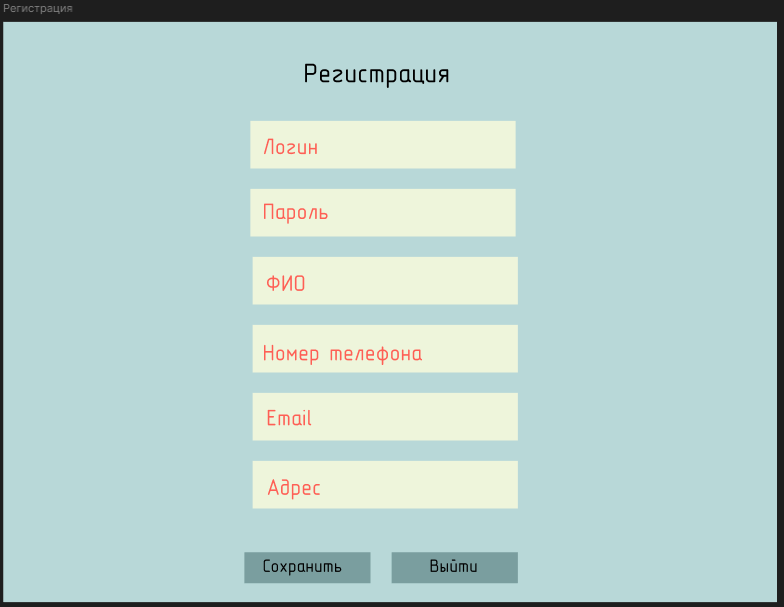 Регистрация
Регистрация
Логин
Пароль
ФИО
Номер телефона
Email
Адрес
Сохранить Выйти